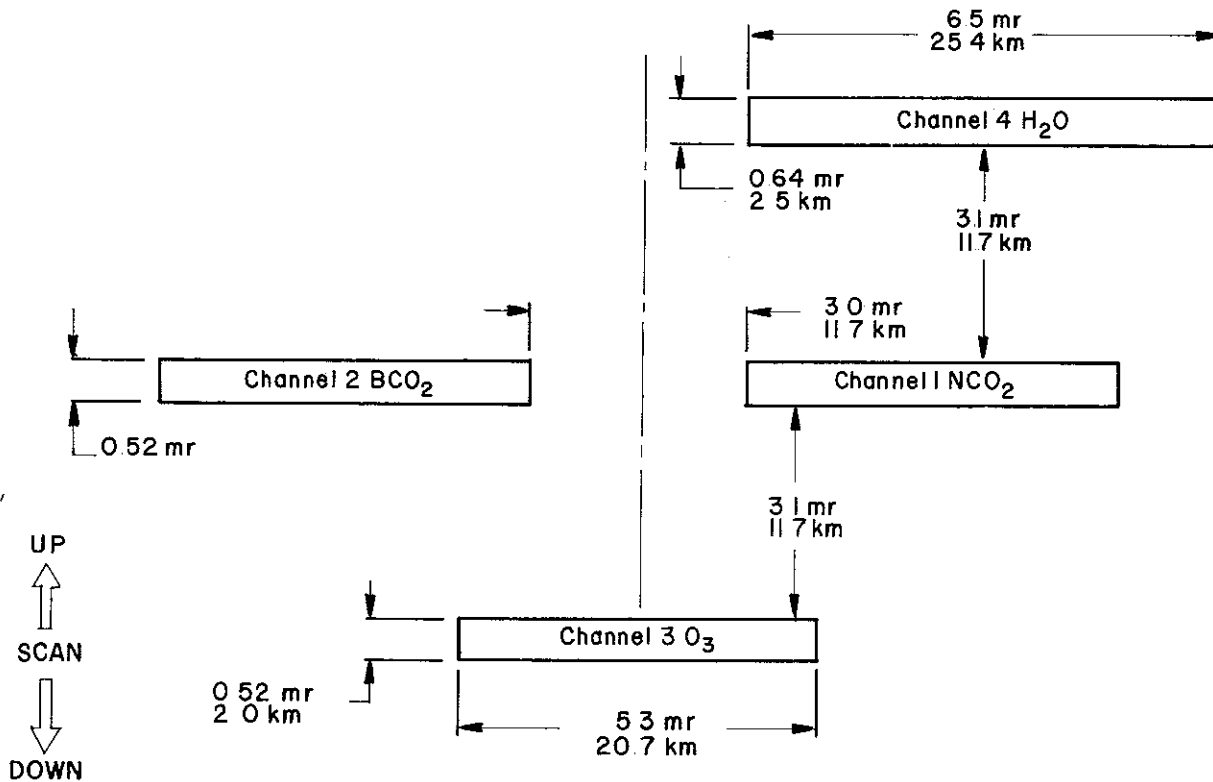 6 5 mr
25 4 km
Channel 4 H₂O
0 64 mr
2 5 km
3 1 mr
11 7 km
3 0 mr
11 7 km
Channel 2 BCO₂
Channel 1 NCO₂
0.52 mr
3 1 mr
11 7 km
UP
SCAN
DOWN
Channel 3 O₃
0 52 mr
2 0 km
5 3 mr
20.7 km